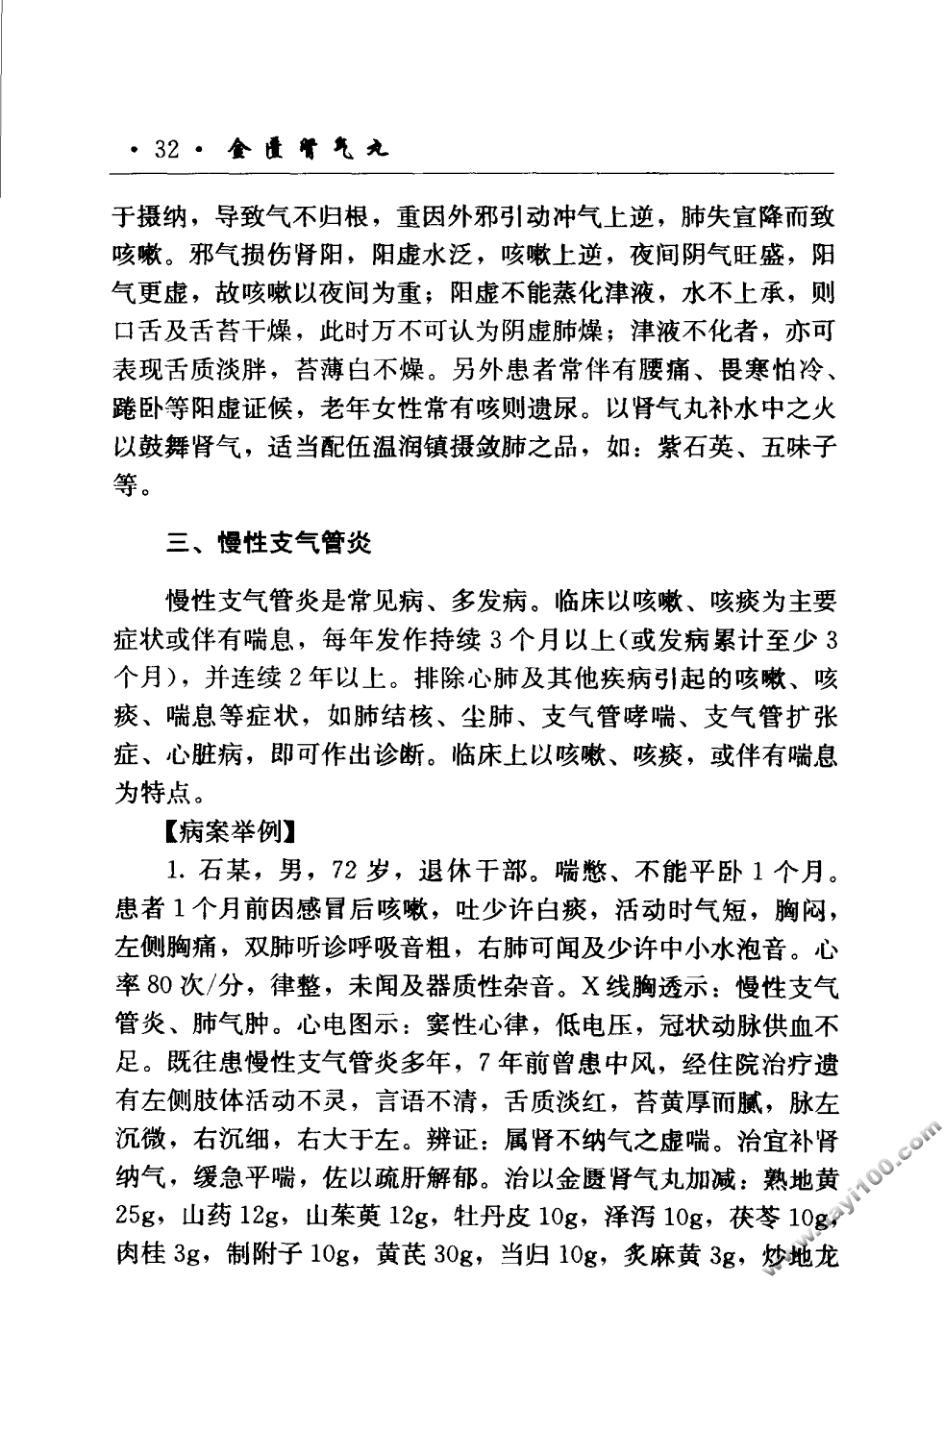 ·32· 金匮肾气丸
于摄纳，导致气不归根，重因外邪引动冲气上逆，肺失宣降而致
咳嗽。邪气损伤肾阳，阳虚水泛，咳嗽上逆，夜间阴气旺盛，阳
气更虚，故咳嗽以夜间为重；阳虚不能蒸化津液，水不上承，则
口舌及舌苔干燥，此时万不可认为阴虚肺燥；津液不化者，亦可
表现舌质淡胖，苔薄白不燥。另外患者常伴有腰痛、畏寒怕冷、
踡卧等阳虚证候，老年女性常有咳则遗尿。以肾气丸补水中之火
以鼓舞肾气，适当配伍温润镇摄敛肺之品，如：紫石英、五味子
等。
三、慢性支气管炎
慢性支气管炎是常见病、多发病。临床以咳嗽、咳痰为主要
症状或伴有喘息，每年发作持续 3 个月以上(或发病累计至少 3
个月)，并连续 2 年以上。排除心肺及其他疾病引起的咳嗽、咳
痰、喘息等症状，如肺结核、尘肺、支气管哮喘、支气管扩张
症、心脏病，即可作出诊断。临床上以咳嗽、咳痰，或伴有喘息
为特点。
【病案举例】
1. 石某，男，72 岁，退休干部。喘憋、不能平卧 1 个月。
患者 1 个月前因感冒后咳嗽，吐少许白痰，活动时气短，胸闷，
左侧胸痛，双肺听诊呼吸音粗，右肺可闻及少许中小水泡音。心
率 80 次/分，律整，未闻及器质性杂音。X 线胸透示：慢性支气
管炎、肺气肿。心电图示：窦性心律，低电压，冠状动脉供血不
足。既往患慢性支气管炎多年，7 年前曾患中风，经住院治疗遗
有左侧肢体活动不灵，言语不清，舌质淡红，苔黄厚而腻，脉左
沉微，右沉细，右大于左。辨证：属肾不纳气之虚喘。治宜补肾
纳气，缓急平喘，佐以疏肝解郁。治以金匮肾气丸加减：熟地黄
25g，山药 12g，山茱萸 12g，牡丹皮 10g，泽泻 10g，茯苓 10g，
肉桂 3g，制附子 10g，黄芪 30g，当归 10g，炙麻黄 3g，炒地龙